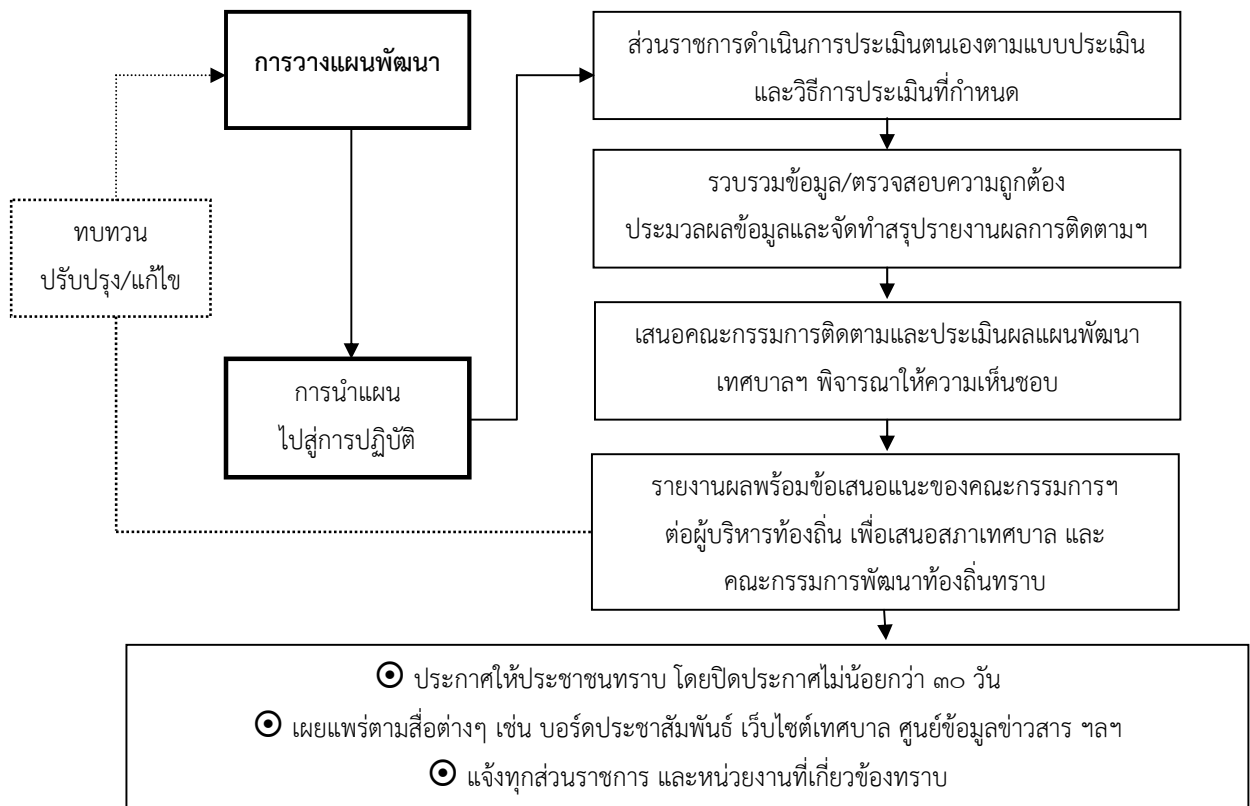 การวางแผนพัฒนา
ส่วนราชการดำเนินการประเมินตนเองตามแบบประเมิน
และวิธีการประเมินที่กำหนด
รวบรวมข้อมูล/ตรวจสอบความถูกต้อง
ประมวลผลข้อมูลและจัดทำสรุปรายงานผลการติดตามฯ
ทบทวน
ปรับปรุง/แก้ไข
เสนอคณะกรรมการติดตามและประเมินผลแผนพัฒนา
เทศบาลฯ พิจารณาให้ความเห็นชอบ
การนำแผน
ไปสู่การปฏิบัติ
รายงานผลพร้อมข้อเสนอแนะของคณะกรรมการฯ
ต่อผู้บริหารท้องถิ่น เพื่อเสนอสภาเทศบาล และ
คณะกรรมการพัฒนาท้องถิ่นทราบ
ประกาศให้ประชาชนทราบ โดยปิดประกาศไม่น้อยกว่า ๓๐ วัน
เผยแพร่ตามสื่อต่างๆ เช่น บอร์ดประชาสัมพันธ์ เว็บไซต์เทศบาล ศูนย์ข้อมูลข่าวสาร ฯลฯ
แจ้งทุกส่วนราชการ และหน่วยงานที่เกี่ยวข้องทราบ